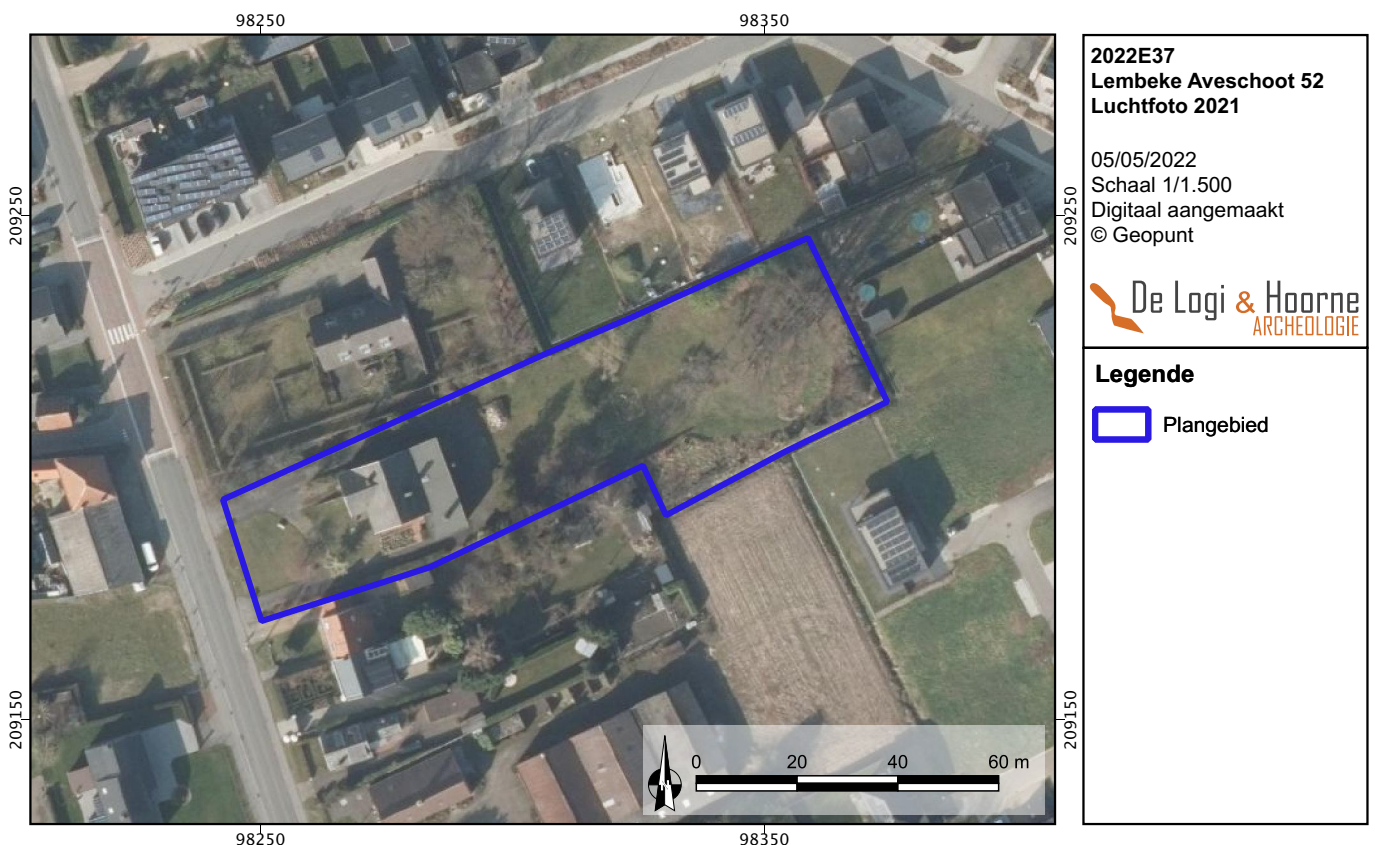 98250
98350
209250
209250
209150
209150
98250
98350
0 20 40 60 m
2022E37
Lembeke Aveschoot 52
Luchtfoto 2021
05/05/2022
Schaal 1/1.500
Digitaal aangemaakt
© Geopunt
De Logi & Hoorne
ARCHEOLOGIE
Legende
Plangebied